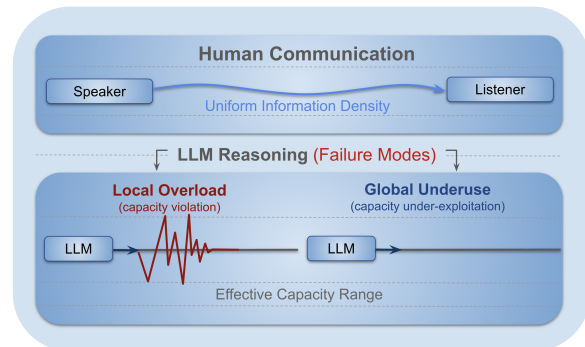 Human Communication
Speaker
Listener
Uniform Information Density
LLM Reasoning (Failure Modes)
Local Overload
(capacity violation)
Global Underuse
(capacity under-exploitation)
LLM
LLM
Effective Capacity Range